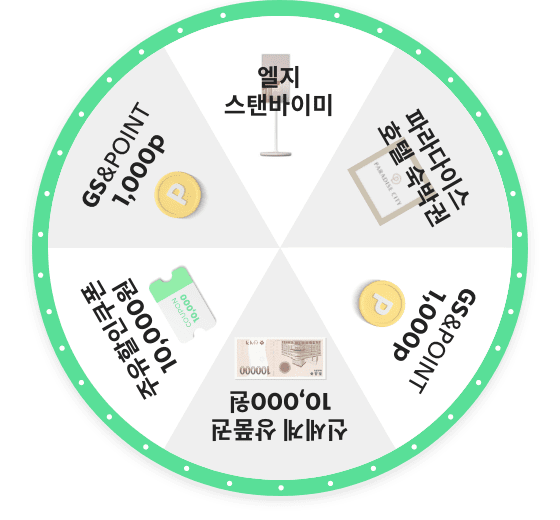 엘지
스탠바이미
파라다이스
호텔 숙박권
PARADISE CITY
GS&POINT
1,000p
P
신세계 상품권
10,000원
100000
주유할인쿠폰
10,000원
10,000
COUPON
GS&POINT
1,000p
P